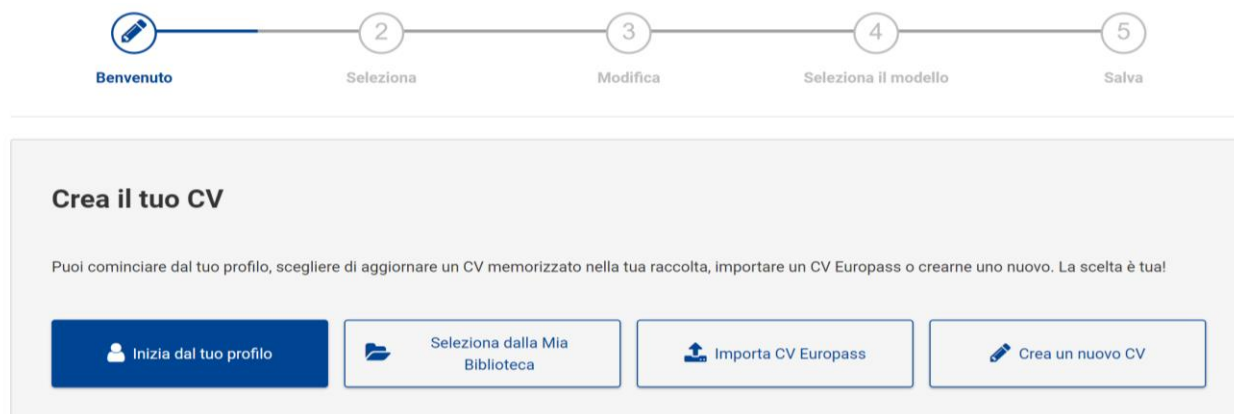 2 3 4 5
Benvenuto Seleziona Modifica Seleziona il modello Salva
Crea il tuo CV
Puoi cominciare dal tuo profilo, scegliere di aggiornare un CV memorizzato nella tua raccolta, importare un CV Europass o crearne uno nuovo. La scelta è tua!
Inizia dal tuo profilo
Seleziona dalla Mia
Biblioteca
Importa CV Europass
Crea un nuovo CV